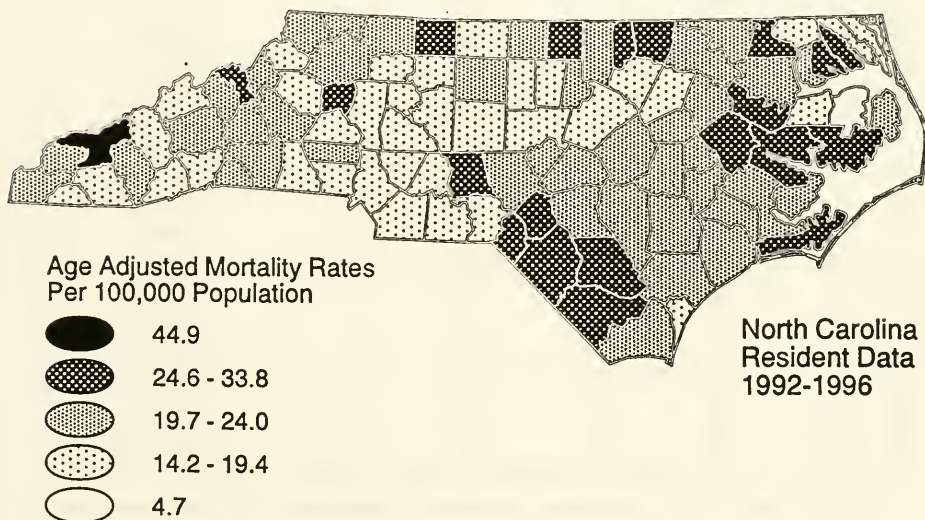 Age Adjusted Mortality Rates
Per 100,000 Population
44.9
24.6 - 33.8
19.7 - 24.0
14.2 - 19.4
4.7
North Carolina
Resident Data
1992-1996